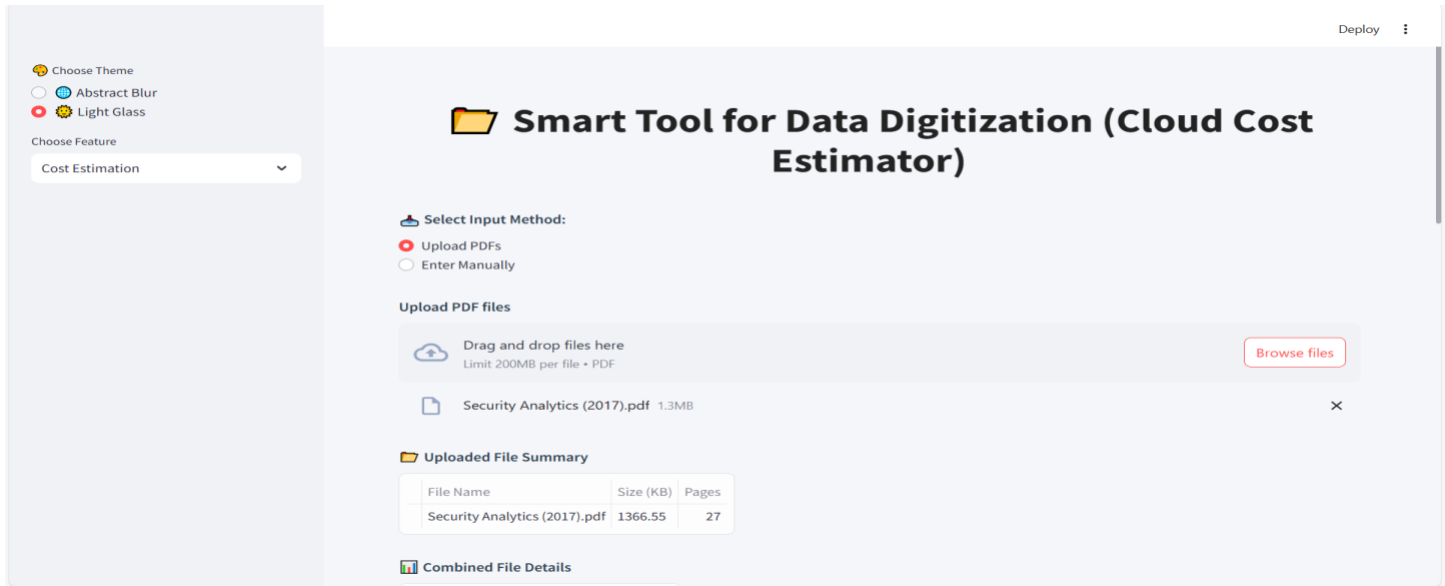 Deploy
Choose Theme
Abstract Blur
Light Glass
Choose Feature
Cost Estimation
Smart Tool for Data Digitization (Cloud Cost
Estimator)
Select Input Method:
Upload PDFs
Enter Manually
Upload PDF files
Drag and drop files here
Limit 200MB per file • PDF
Browse files
Security Analytics (2017).pdf 1.3MB
Uploaded File Summary
File Name Size (KB) Pages
Security Analytics (2017).pdf 1366.55 27
Combined File Details